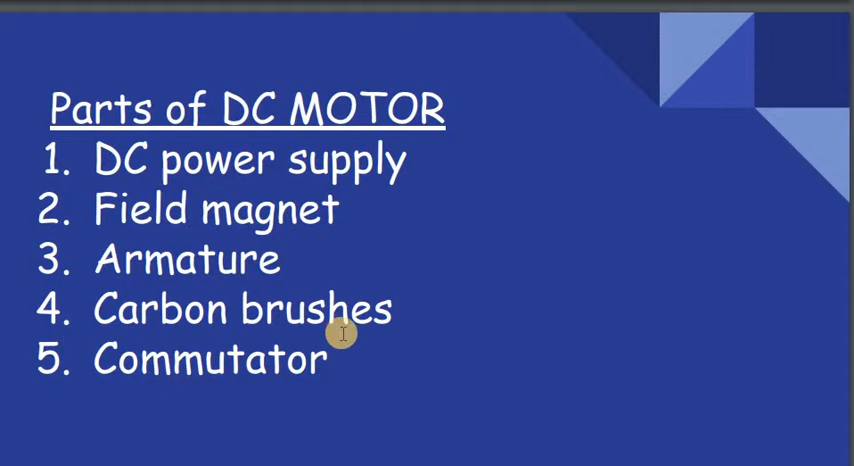 Parts of DC MOTOR
1. DC power supply
2. Field magnet
3. Armature
4. Carbon brushes
5. Commutator